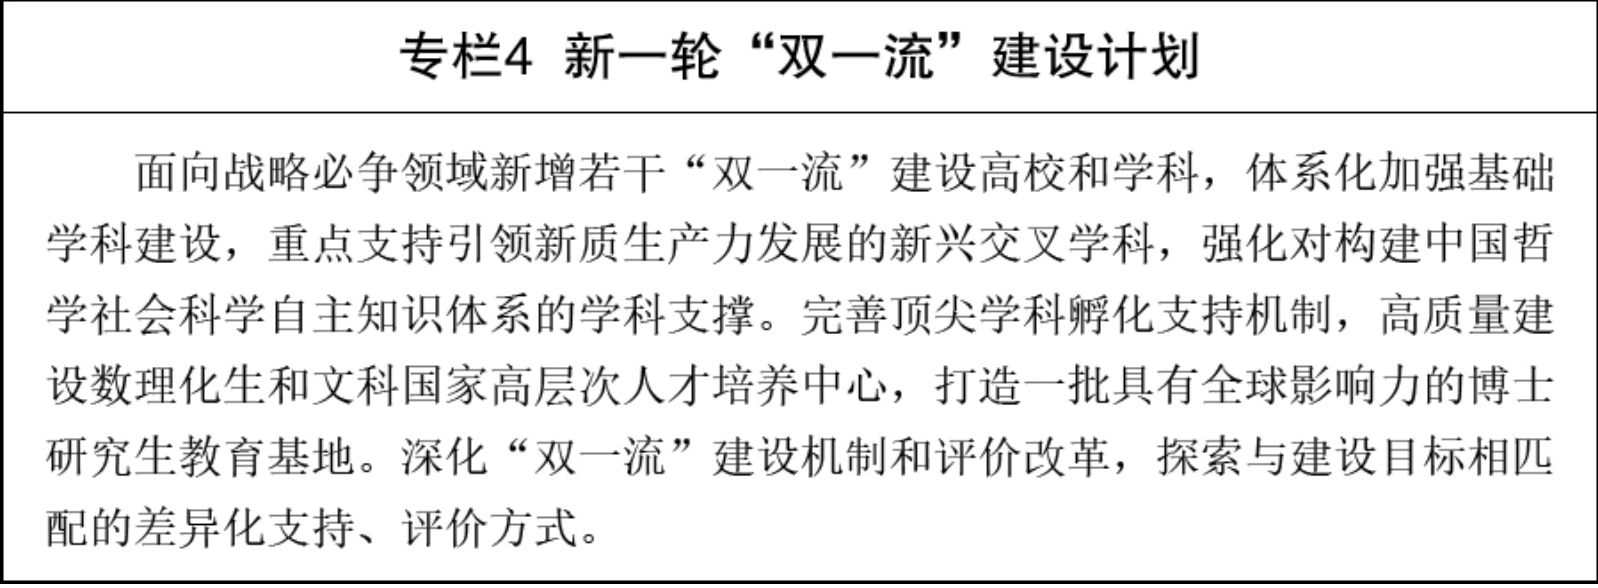 专栏4 新一轮“双一流”建设计划
面向战略必争领域新增若干“双一流”建设高校和学科，体系化加强基础
学科建设，重点支持引领新质生产力发展的新兴交叉学科，强化对构建中国哲
学社会科学自主知识体系的学科支撑。完善顶尖学科孵化支持机制，高质量建
设数理化生和文科国家高层次人才培养中心，打造一批具有全球影响力的博士
研究生教育基地。深化“双一流”建设机制和评价改革，探索与建设目标相匹
配的差异化支持、评价方式。